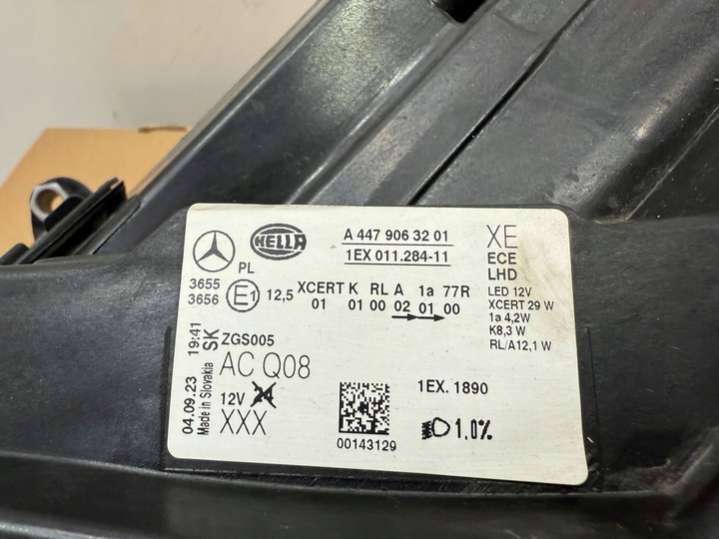 HELLA
A 447 906 3201
1EX 011.284-11
XE
ECE
LHD
LED 12V
XCERT 29 W
1a 4,2W
K8,3 W
RL/A12,1 W
PL
3655
3656
E1
12,5
XCERT K RL A 1a 77R
01 01 00 02 01 00
04.09.23 19:41
Made in Slovakia
SK
ZGS005
AC Q08
12V 24
XXX
00143129
1EX. 1890
1,0%